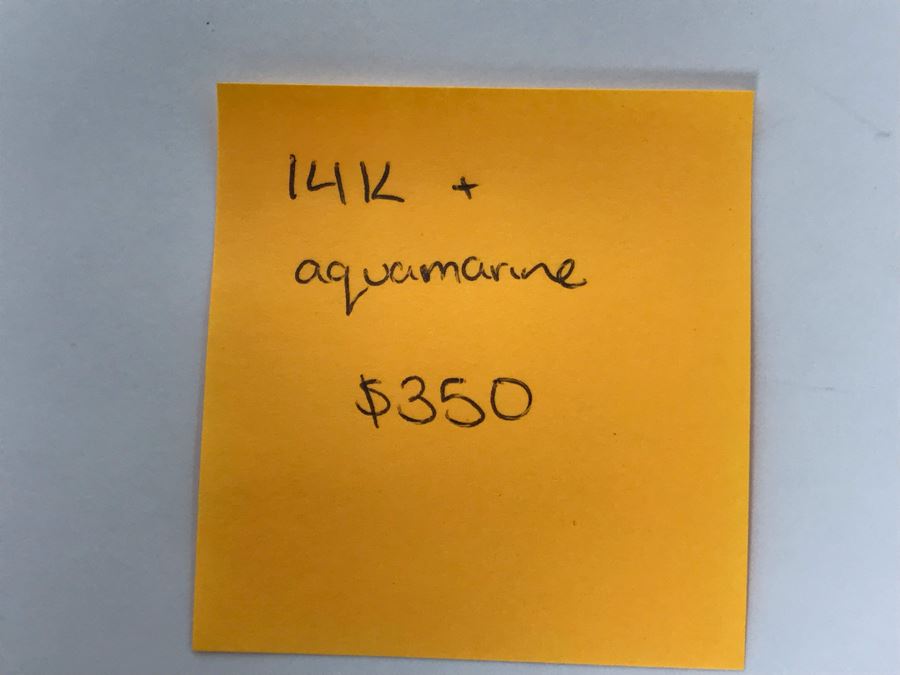 14K +
aquamarine
$350